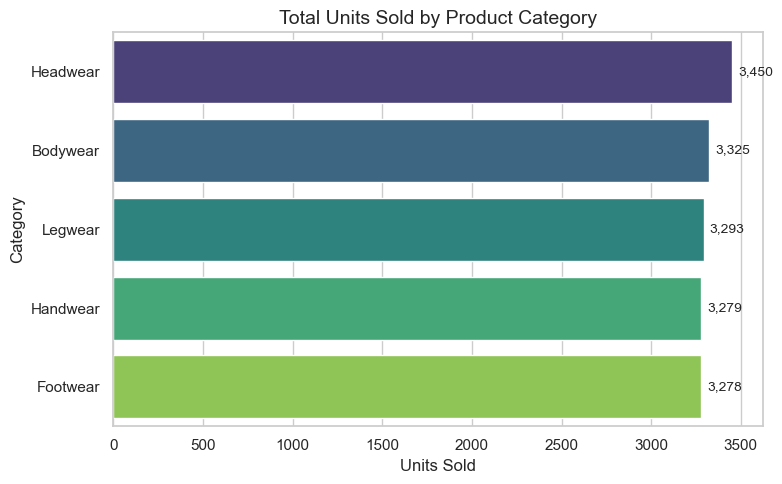 Total Units Sold by Product Category
Headwear
3,450
Bodywear
3,325
Legwear
3,293
Handwear
3,279
Footwear
3,278
Category
0 500 1000 1500 2000 2500 3000 3500
Units Sold